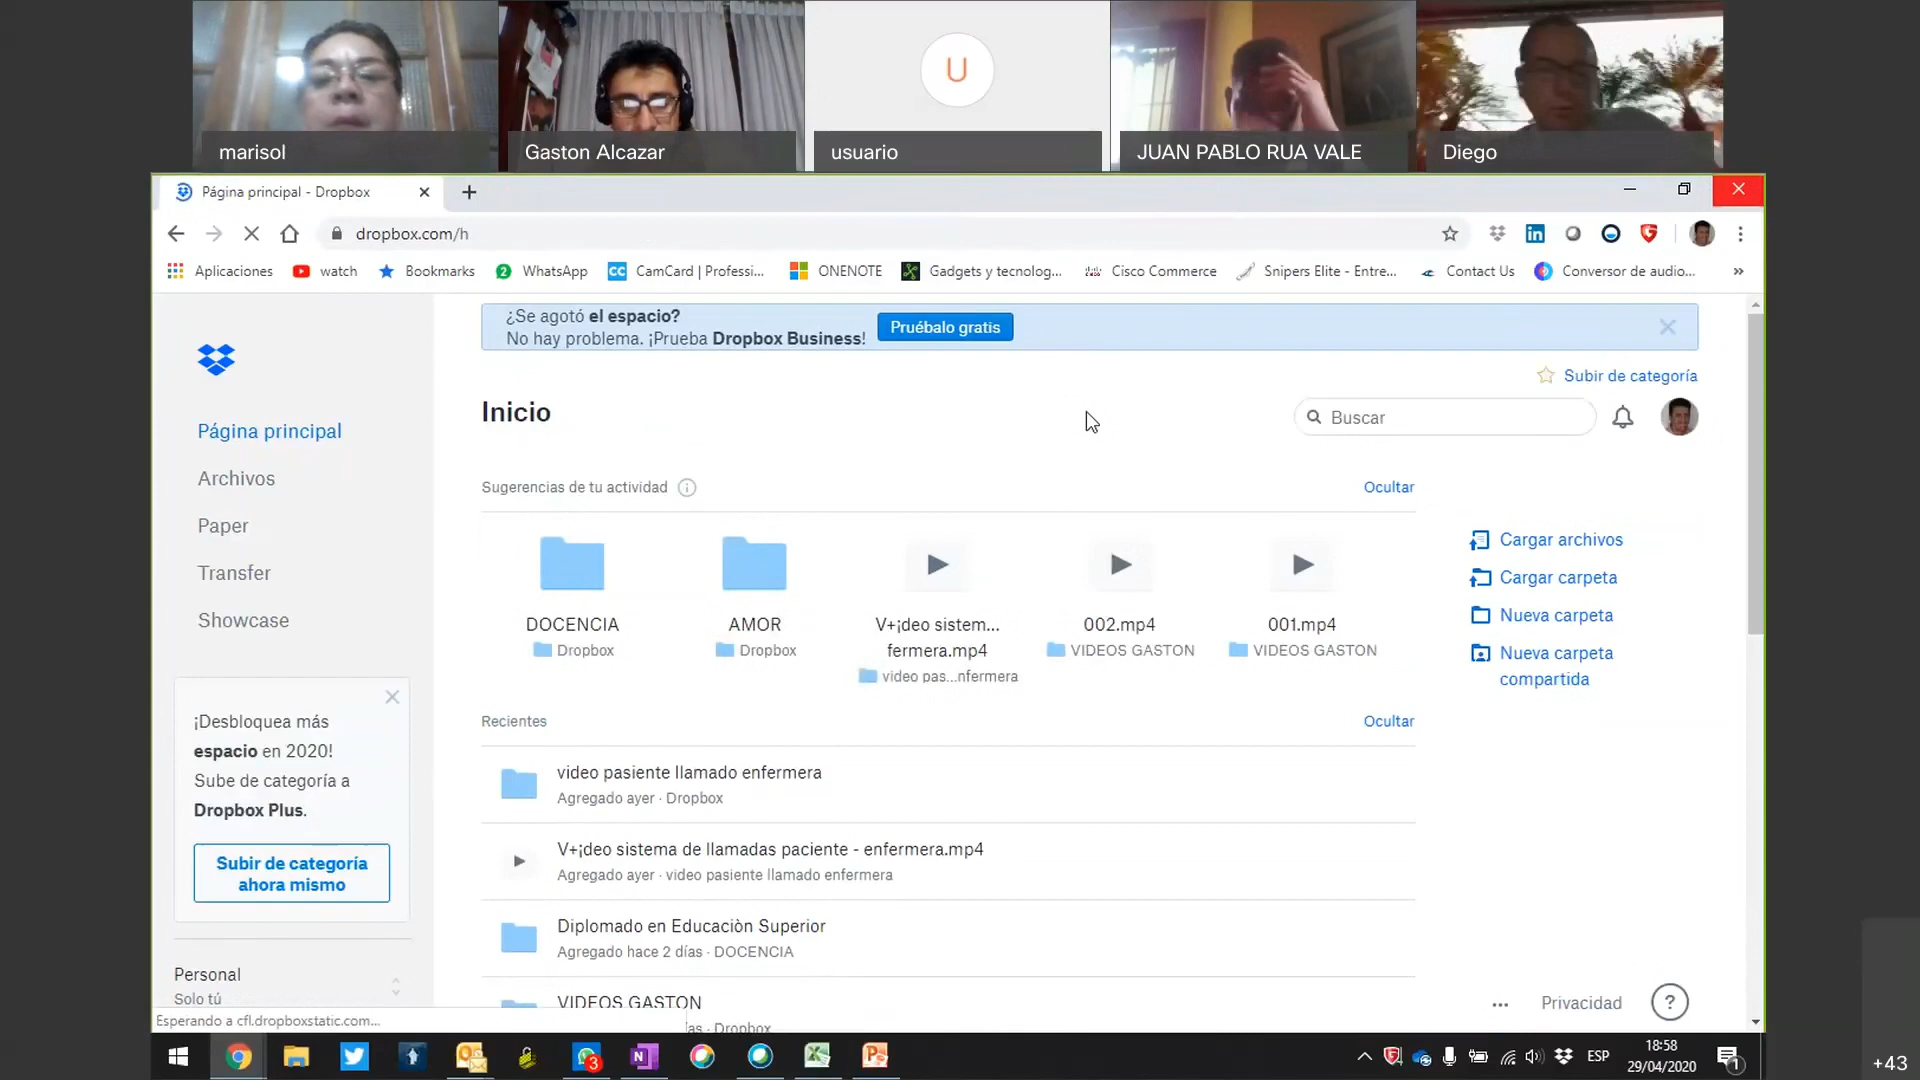 marisol
Gaston Alcazar
U
usuario
JUAN PABLO RUA VALE
Diego
Página principal - Dropbox
dropbox.com/h
Aplicaciones
watch
Bookmarks
WhatsApp
CamCard | Professi...
ONENOTE
Gadgets y tecnolog...
Cisco Commerce
Snipers Elite - Entre...
Contact Us
Conversor de audio...
»
¿Se agotó el espacio?
No hay problema. ¡Prueba Dropbox Business!
Pruébalo gratis
Subir de categoría
Inicio
Buscar
Página principal
Archivos
Paper
Transfer
Showcase
Sugerencias de tu actividad
Ocultar
DOCENCIA
Dropbox
AMOR
Dropbox
V+¡deo sistem...
fermera.mp4
video pas...nfermera
002.mp4
VIDEOS GASTON
001.mp4
VIDEOS GASTON
Cargar archivos
Cargar carpeta
Nueva carpeta
Nueva carpeta
compartida
Recientes
Ocultar
video pasiente llamado enfermera
Agregado ayer · Dropbox
V+¡deo sistema de llamadas paciente - enfermera.mp4
Agregado ayer · video pasiente llamado enfermera
Diplomado en Educaciòn Superior
Agregado hace 2 días · DOCENCIA
VIDEOS GASTON
as · Dropbox
¡Desbloquea más
espacio en 2020!
Sube de categoría a
Dropbox Plus.
Subir de categoría
ahora mismo
Personal
Solo tú
Esperando a cfl.dropboxstatic.com...
Privacidad
?
3
ESP
18:58
29/04/2020
1
+43